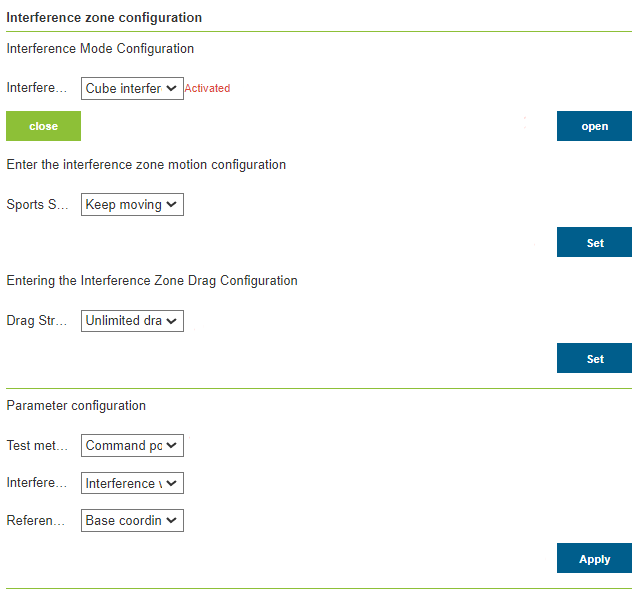 Interference zone configuration
Interference Mode Configuration
Interfere... Cube interfer Activated
close open
Enter the interference zone motion configuration
Sports S... Keep moving
Set
Entering the Interference Zone Drag Configuration
Drag Str... Unlimited dra
Set
Parameter configuration
Test met... Command po
Interfere... Interference
Referen... Base coordin
Apply